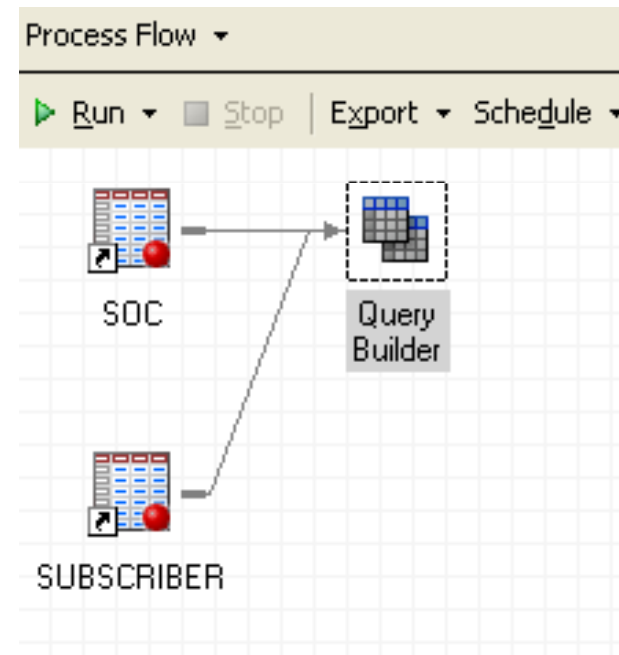 Process Flow
Run Stop Export Schedule
SOC
Query
Builder
SUBSCRIBER